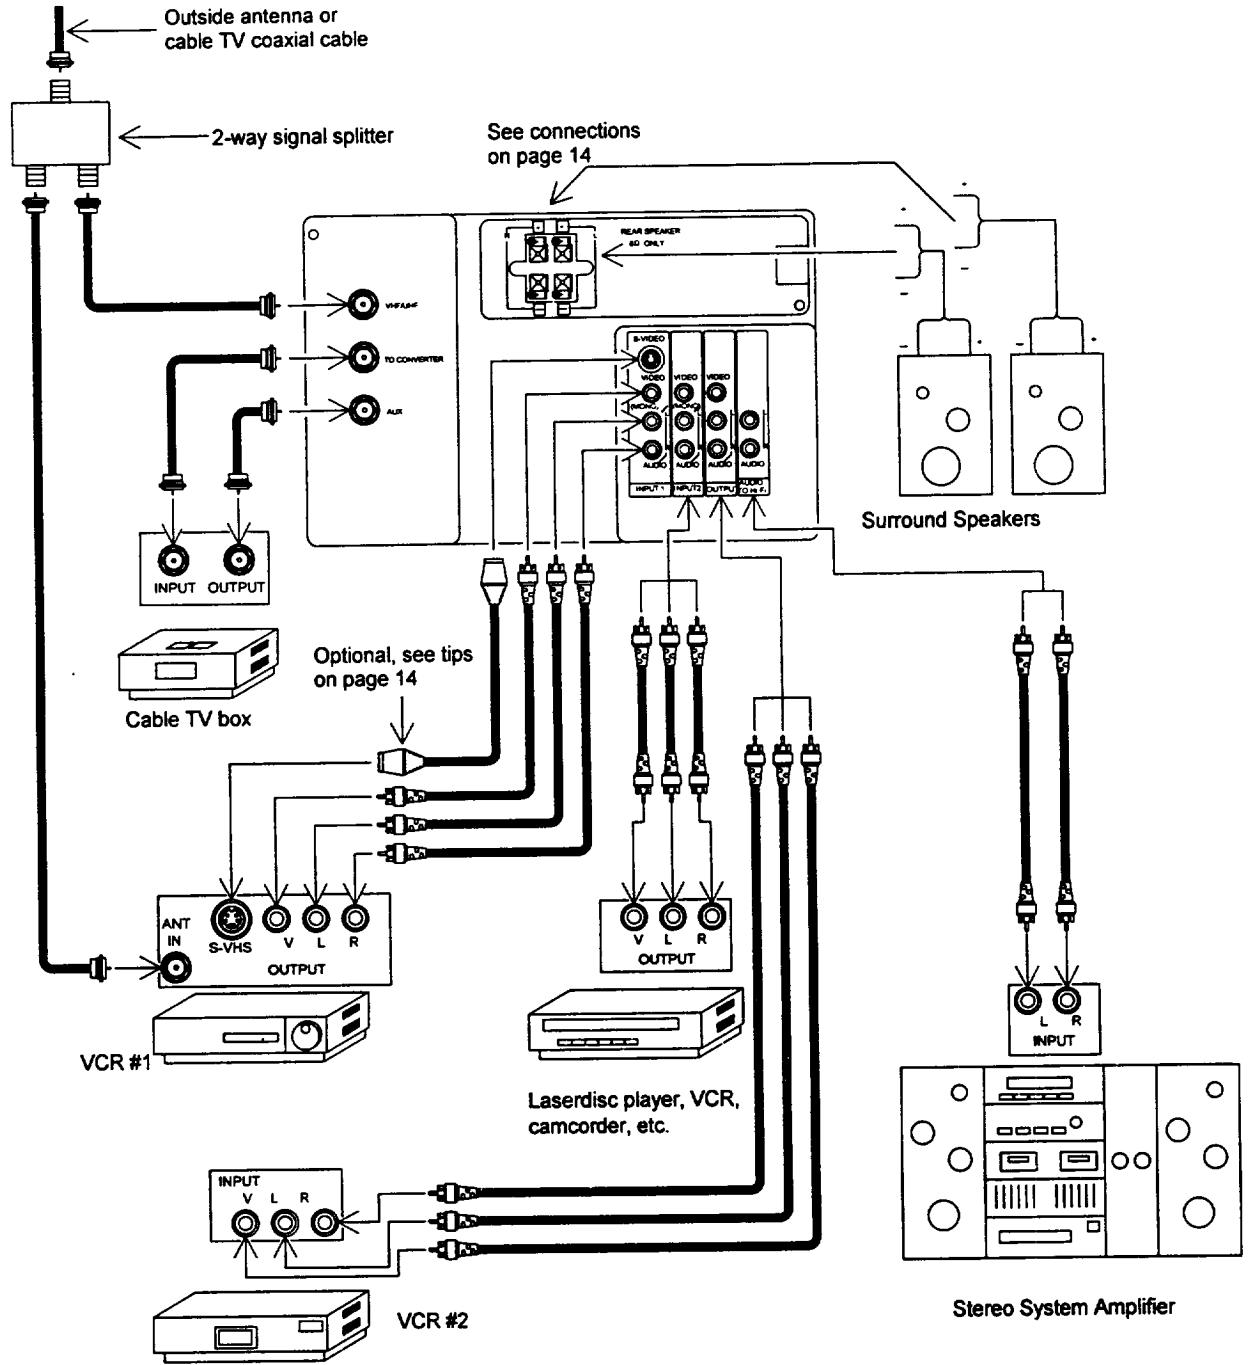 Outside antenna or
cable TV coaxial cable
2-way signal splitter
See connections
on page 14
REAR SPEAKER
8Ω ONLY
VHF/UHF
TO CONVERTER
AUX
S-VIDEO
VIDEO VIDEO VIDEO
(MONO) (MONO)
AUDIO AUDIO AUDIO AUDIO
INPUT 1 INPUT2 OUTPUT AUDIO
TO HI-FI
Surround Speakers
INPUT OUTPUT
Cable TV box
Optional, see tips
on page 14
ANT
IN
S-VHS V L R
OUTPUT
VCR #1
V L R
OUTPUT
Laserdisc player, VCR,
camcorder, etc.
L R
INPUT
Stereo System Amplifier
INPUT
V L R
VCR #2